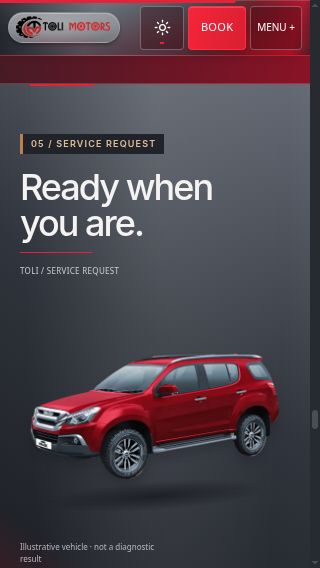 TOLI MOTORS
BOOK
MENU +
05 / SERVICE REQUEST
Ready when
you are.
TOLI / SERVICE REQUEST
Illustrative vehicle · not a diagnostic
result